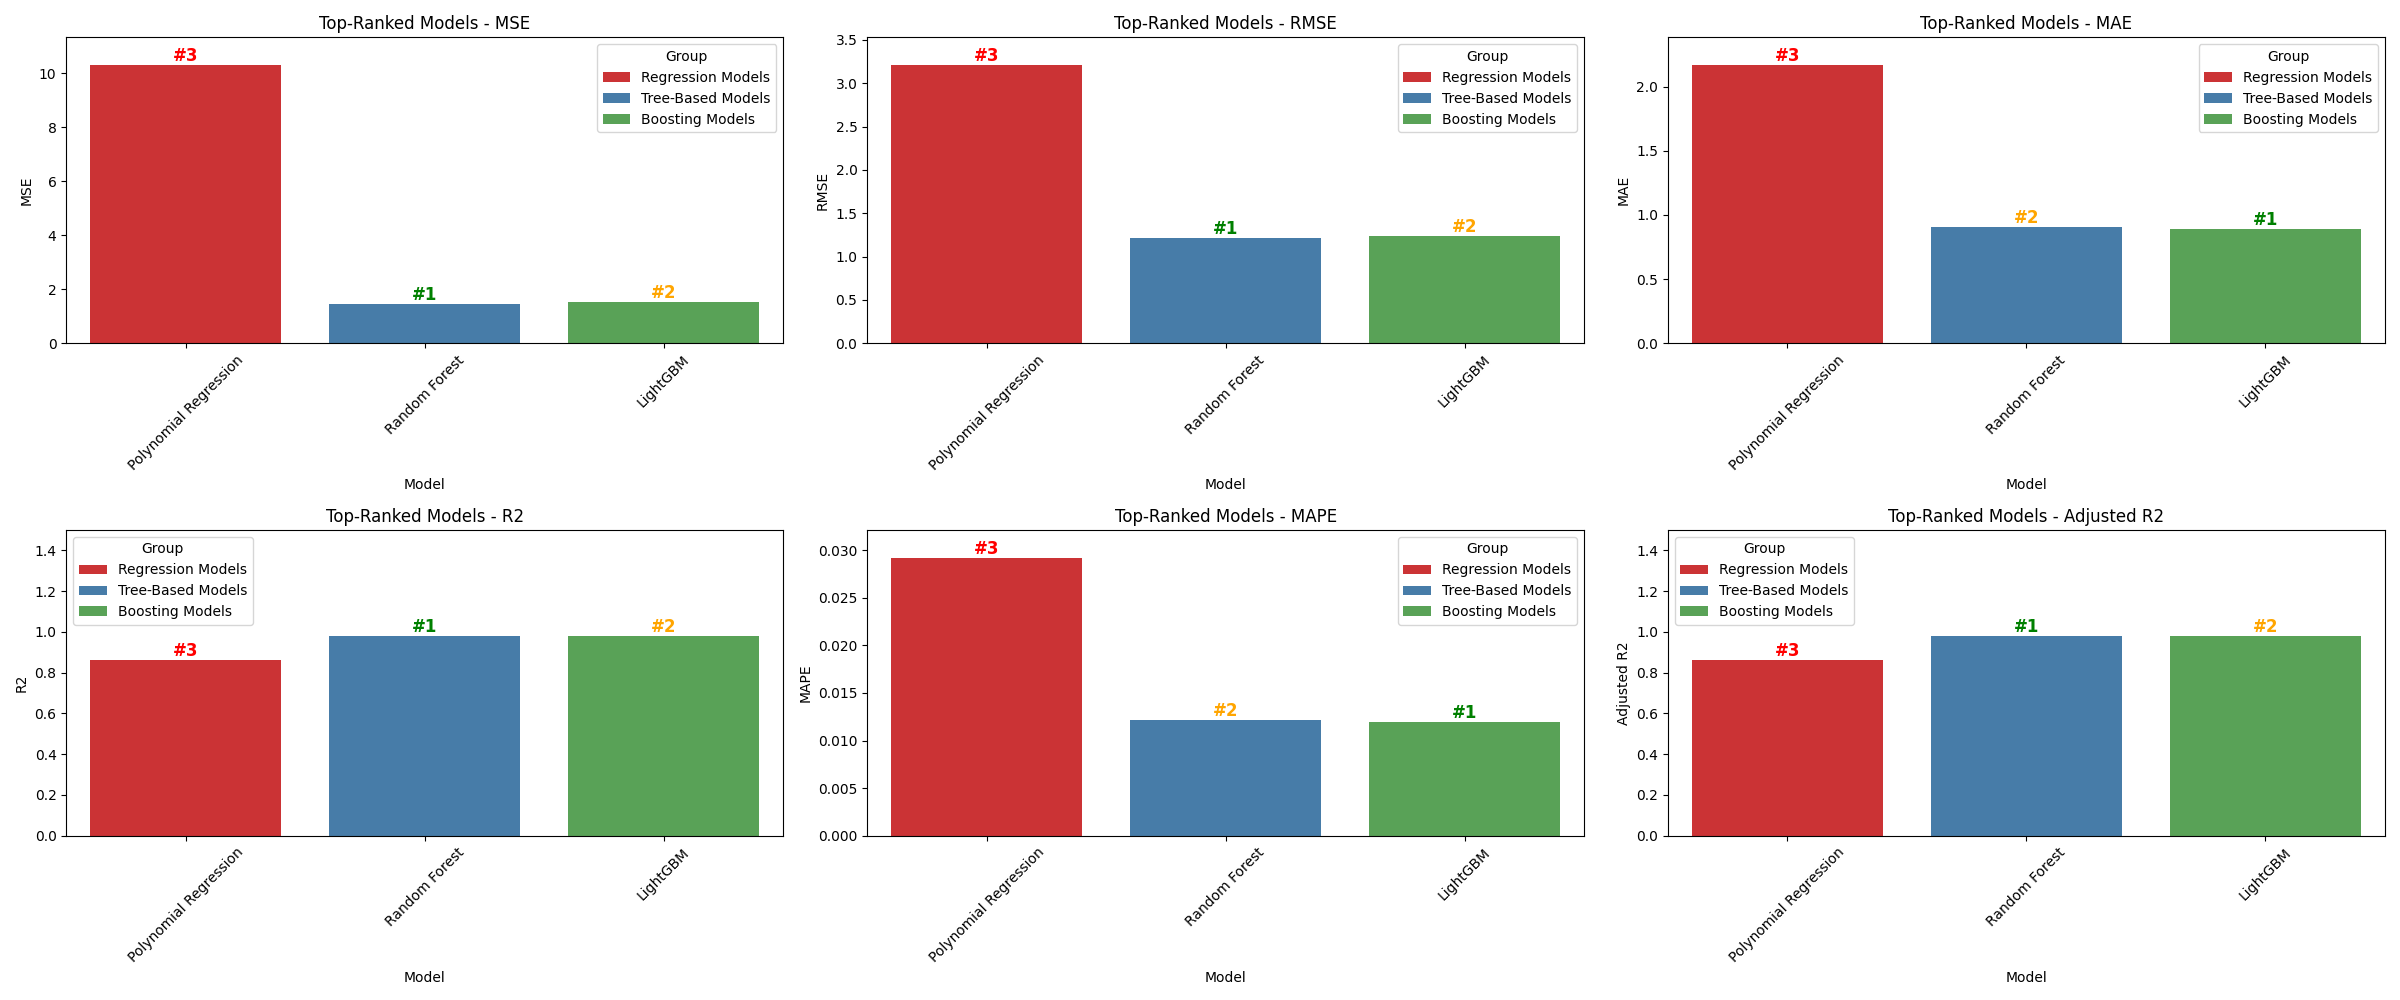 Top-Ranked Models - MSE
MSE
10
8
6
4
2
0
#3
#1
#2
Group
Regression Models
Tree-Based Models
Boosting Models
Polynomial Regression
Random Forest
LightGBM
Model
Top-Ranked Models - RMSE
RMSE
3.5
3.0
2.5
2.0
1.5
1.0
0.5
0.0
#3
#1
#2
Group
Regression Models
Tree-Based Models
Boosting Models
Polynomial Regression
Random Forest
LightGBM
Model
Top-Ranked Models - MAE
MAE
2.0
1.5
1.0
0.5
0.0
#3
#2
#1
Group
Regression Models
Tree-Based Models
Boosting Models
Polynomial Regression
Random Forest
LightGBM
Model
Top-Ranked Models - R2
R2
1.4
1.2
1.0
0.8
0.6
0.4
0.2
0.0
Group
Regression Models
Tree-Based Models
Boosting Models
#3
#1
#2
Polynomial Regression
Random Forest
LightGBM
Model
Top-Ranked Models - MAPE
MAPE
0.030
0.025
0.020
0.015
0.010
0.005
0.000
#3
#2
#1
Group
Regression Models
Tree-Based Models
Boosting Models
Polynomial Regression
Random Forest
LightGBM
Model
Top-Ranked Models - Adjusted R2
Adjusted R2
1.4
1.2
1.0
0.8
0.6
0.4
0.2
0.0
Group
Regression Models
Tree-Based Models
Boosting Models
#3
#1
#2
Polynomial Regression
Random Forest
LightGBM
Model